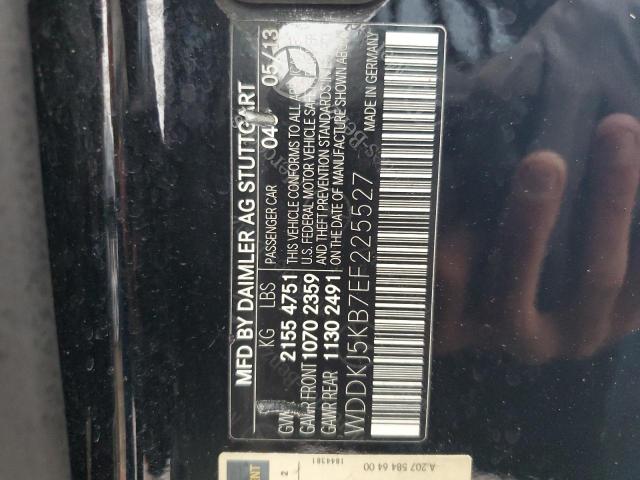 MFD BY DAIMLER AG STUTTGART
05/13
KG LBS PASSENGER CAR
2155 4751 THIS VEHICLE CONFORMS TO ALL
GAWR FRONT 1070 2359 U.S. FEDERAL MOTOR VEHICLE
GAWR REAR 1130 2491 AND THEFT PREVENTION STANDARDS IN
ON THE DATE OF MANUFACTURE SHOWN
WDDKJ5KB7EF225527 MADE IN GERMANY
A 207 584 64 00
1844381
2